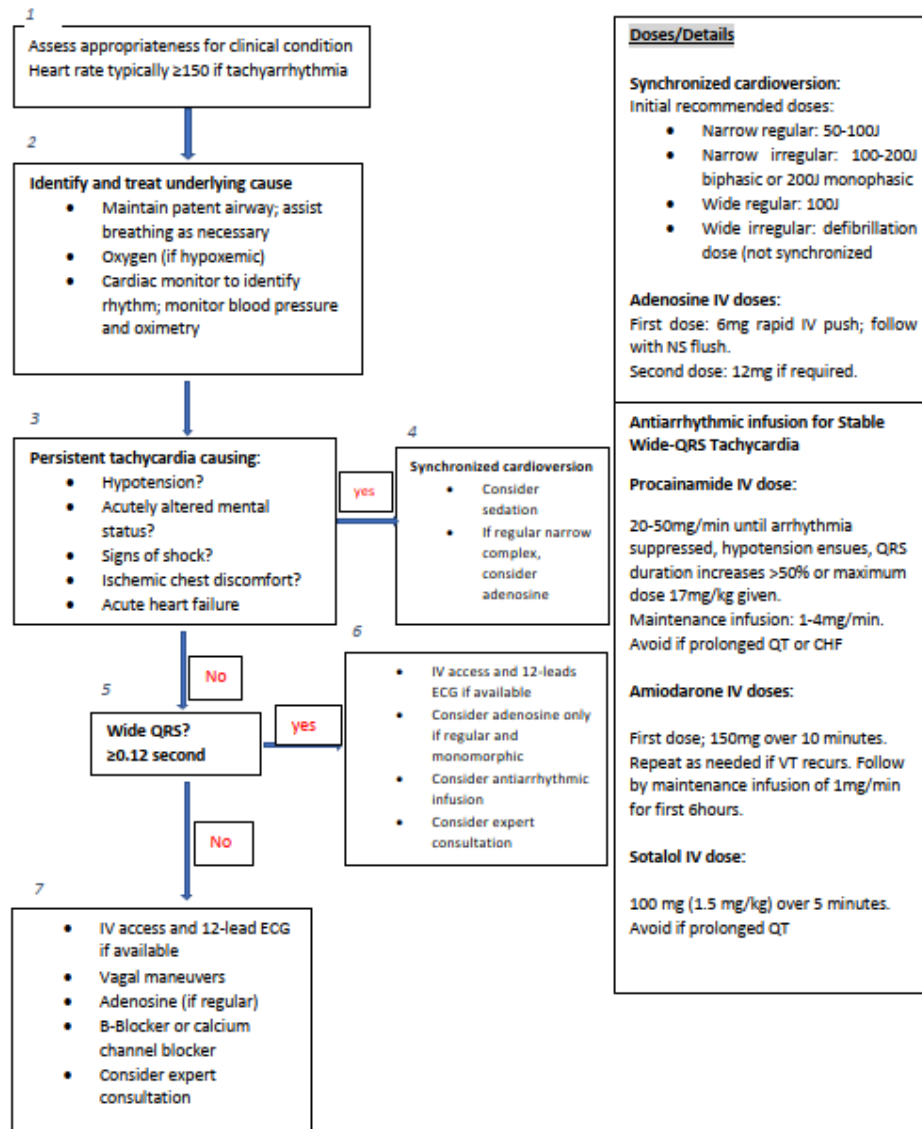 1
Assess appropriateness for clinical condition
Heart rate typically ≥150 if tachyarrhythmia
2
Identify and treat underlying cause
• Maintain patent airway; assist
breathing as necessary
• Oxygen (if hypoxemic)
• Cardiac monitor to identify
rhythm; monitor blood pressure
and oximetry
3
Persistent tachycardia causing:
• Hypotension?
• Acutely altered mental
status?
• Signs of shock?
• Ischemic chest discomfort?
• Acute heart failure
yes
4
Synchronized cardioversion
• Consider
sedation
• If regular narrow
complex,
consider
adenosine
No
5
Wide QRS?
≥0.12 second
yes
6
• IV access and 12-leads
ECG if available
• Consider adenosine only
if regular and
monomorphic
• Consider antiarrhythmic
infusion
• Consider expert
consultation
No
7
• IV access and 12-lead ECG
if available
• Vagal maneuvers
• Adenosine (if regular)
• B-Blocker or calcium
channel blocker
• Consider expert
consultation
Doses/Details
Synchronized cardioversion:
Initial recommended doses:
• Narrow regular: 50-100J
• Narrow irregular: 100-200J
biphasic or 200J monophasic
• Wide regular: 100J
• Wide irregular: defibrillation
dose (not synchronized
Adenosine IV doses:
First dose: 6mg rapid IV push; follow
with NS flush.
Second dose: 12mg if required.
Antiarrhythmic infusion for Stable
Wide-QRS Tachycardia
Procainamide IV dose:
20-50mg/min until arrhythmia
suppressed, hypotension ensues, QRS
duration increases >50% or maximum
dose 17mg/kg given.
Maintenance infusion: 1-4mg/min.
Avoid if prolonged QT or CHF
Amiodarone IV doses:
First dose; 150mg over 10 minutes.
Repeat as needed if VT recurs. Follow
by maintenance infusion of 1mg/min
for first 6hours.
Sotalol IV dose:
100 mg (1.5 mg/kg) over 5 minutes.
Avoid if prolonged QT